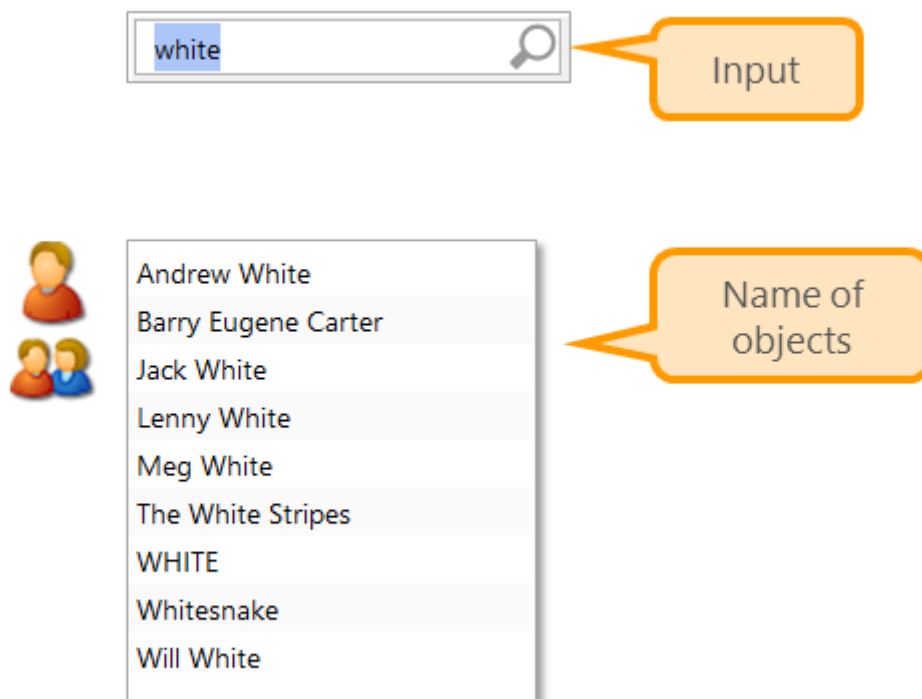 white
Input
Andrew White
Barry Eugene Carter
Jack White
Lenny White
Meg White
The White Stripes
WHITE
Whitesnake
Will White
Name of
objects